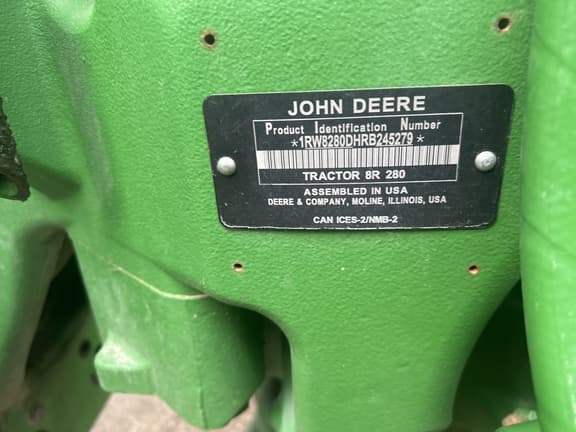 JOHN DEERE
Product Identification Number
*1RW8280DHRB245279*
TRACTOR 8R 280
ASSEMBLED IN USA
DEERE & COMPANY, MOLINE, ILLINOIS, USA
CAN ICES-2/NMB-2